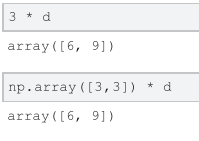 3 * d
array([6, 9])
np.array([3,3]) * d
array([6, 9])